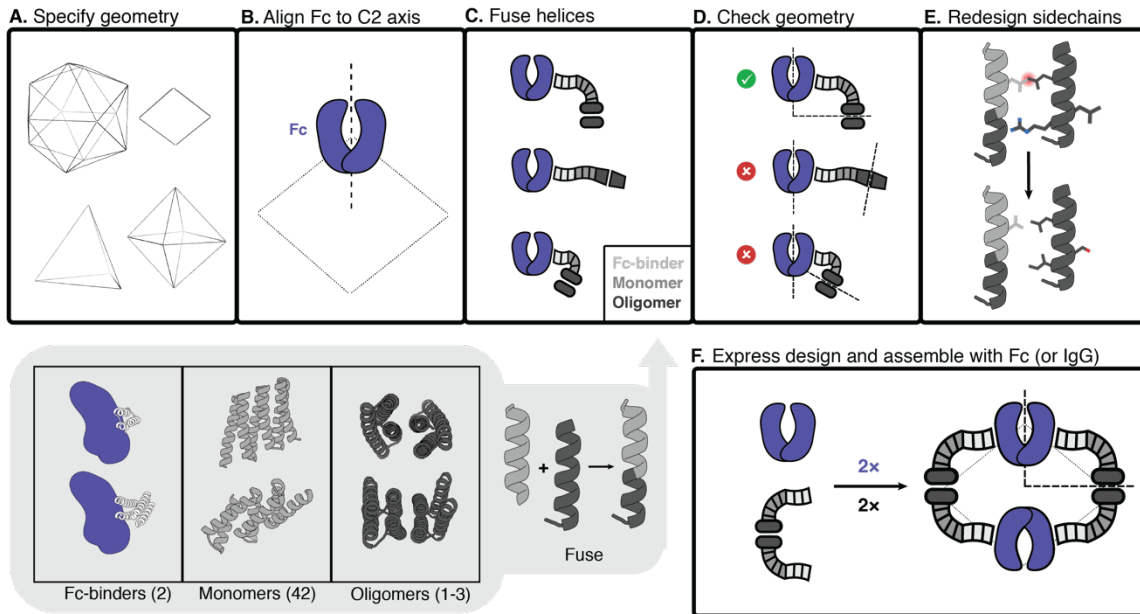 A. Specify geometry
B. Align Fc to C2 axis
Fc
C. Fuse helices
Fc-binder
Monomer
Oligomer
D. Check geometry
E. Redesign sidechains
Fc-binders (2)
Monomers (42)
Oligomers (1-3)
+
Fuse
F. Express design and assemble with Fc (or IgG)
2×
2×